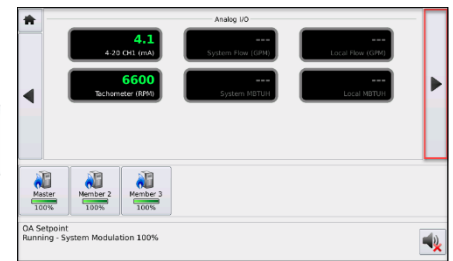 Analog I/O
4.1
4-20 CH1 (mA)
---
System Flow (GPM)
---
Local Flow (GPM)
6600
Tachometer (RPM)
---
System MBTUH
---
Local MBTUH
Master
100%
Member 2
100%
Member 3
100%
OA Setpoint
Running - System Modulation 100%